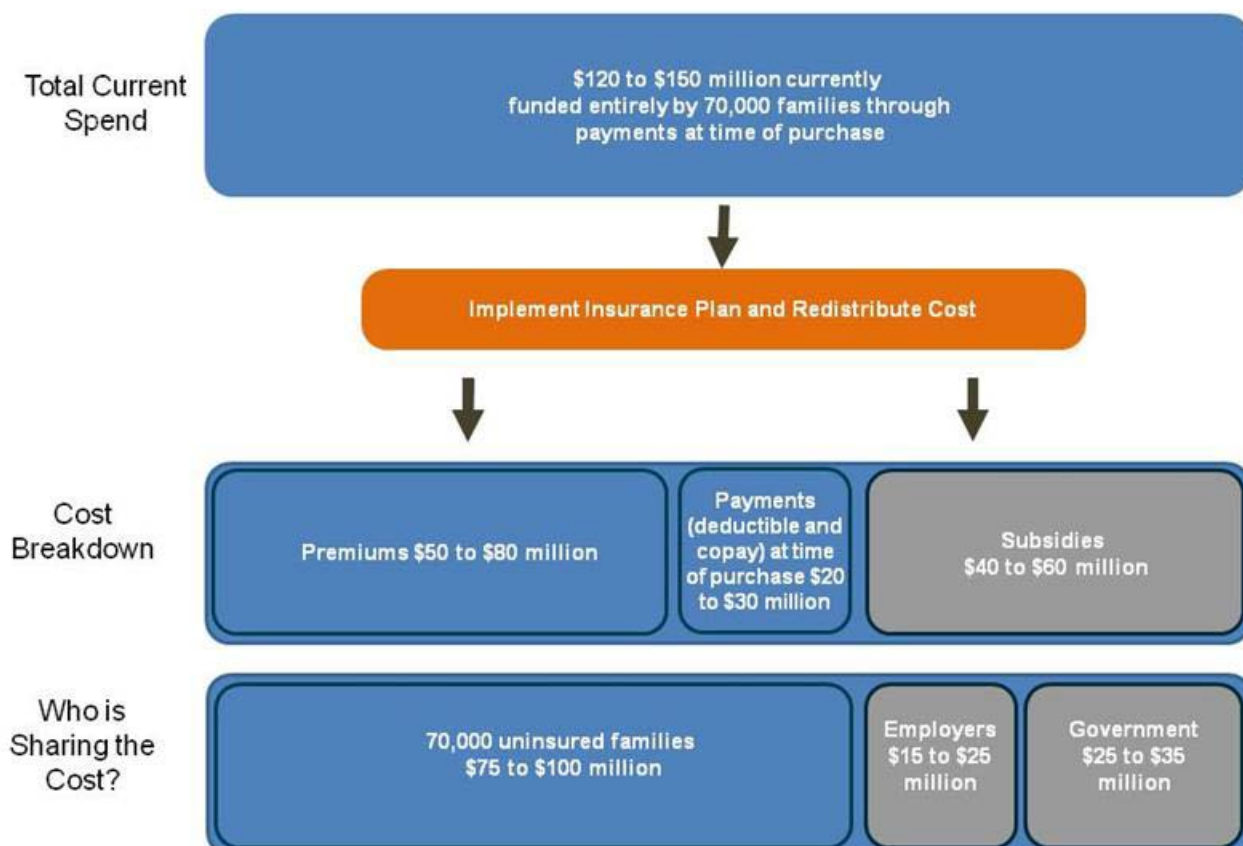 Total Current
Spend
$120 to $150 million currently
funded entirely by 70,000 families through
payments at time of purchase
Implement Insurance Plan and Redistribute Cost
Cost
Breakdown
Premiums $50 to $80 million
Payments
(deductible and
copay) at time
of purchase $20
to $30 million
Subsidies
$40 to $60 million
Who is
Sharing the
Cost?
70,000 uninsured families
$75 to $100 million
Employers
$15 to $25
million
Government
$25 to $35
million